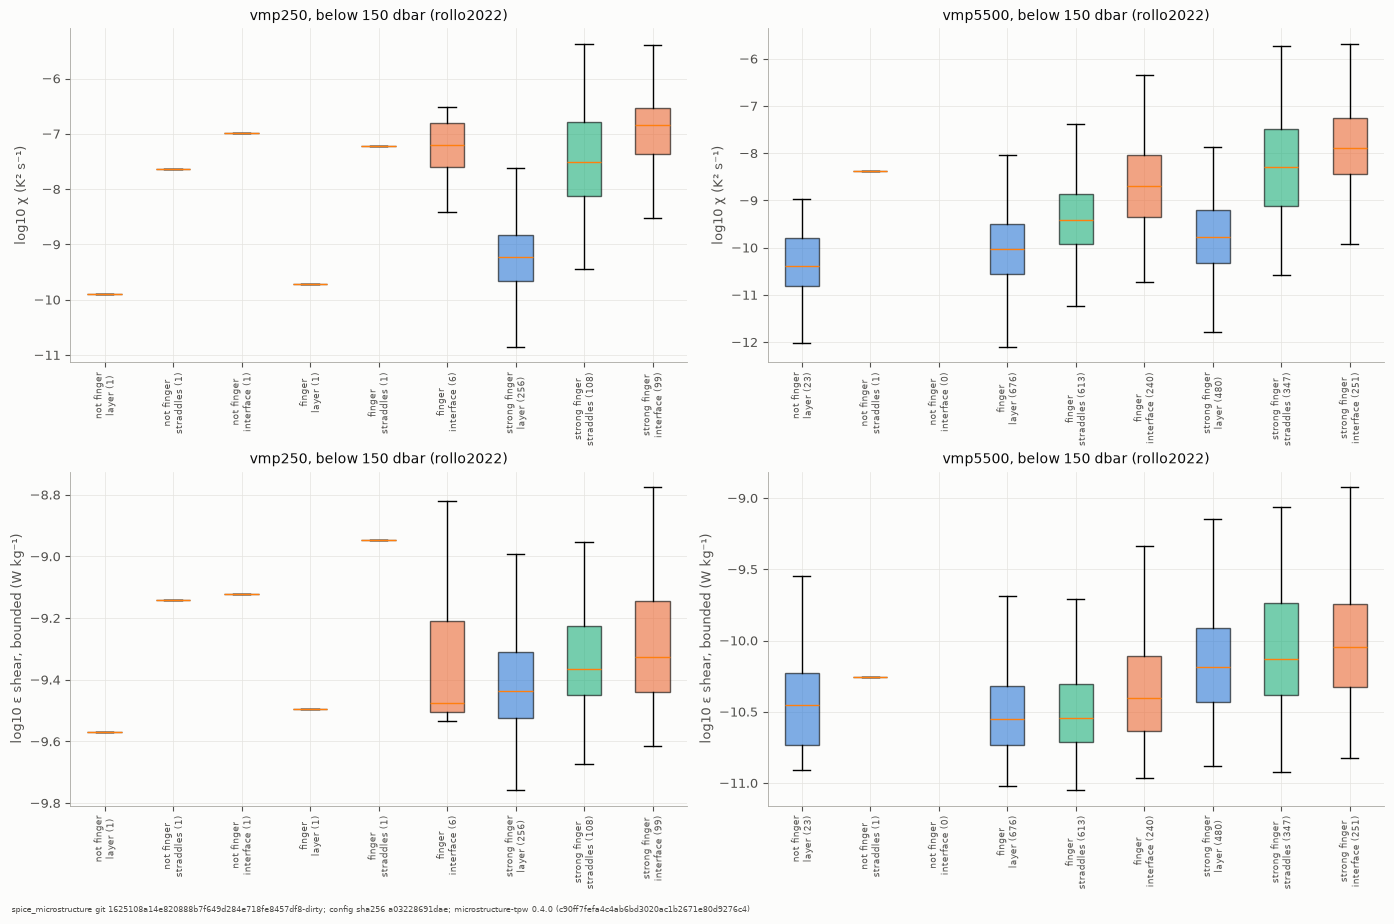 vmp250, below 150 dbar (rollo2022)
log10 χ (K² s⁻¹)
−6
−7
−8
−9
−10
−11
not finger
layer (1)
not finger
straddles (1)
not finger
interface (1)
finger
layer (1)
finger
straddles (1)
finger
interface (6)
strong finger
layer (256)
strong finger
straddles (108)
strong finger
interface (99)
vmp5500, below 150 dbar (rollo2022)
log10 χ (K² s⁻¹)
−6
−7
−8
−9
−10
−11
−12
not finger
layer (23)
not finger
straddles (1)
not finger
interface (0)
finger
layer (676)
finger
straddles (613)
finger
interface (240)
strong finger
layer (480)
strong finger
straddles (347)
strong finger
interface (251)
vmp250, below 150 dbar (rollo2022)
log10 ε shear, bounded (W kg⁻¹)
−8.8
−9.0
−9.2
−9.4
−9.6
−9.8
not finger
layer (1)
not finger
straddles (1)
not finger
interface (1)
finger
layer (1)
finger
straddles (1)
finger
interface (6)
strong finger
layer (256)
strong finger
straddles (108)
strong finger
interface (99)
vmp5500, below 150 dbar (rollo2022)
log10 ε shear, bounded (W kg⁻¹)
−9.0
−9.5
−10.0
−10.5
−11.0
not finger
layer (23)
not finger
straddles (1)
not finger
interface (0)
finger
layer (676)
finger
straddles (613)
finger
interface (240)
strong finger
layer (480)
strong finger
straddles (347)
strong finger
interface (251)
spice_microstructure git 1625108a14e820888b7f649d284e718fe8457df8-dirty; config sha256 a03228691dae; microstructure-tpw 0.4.0 (c90ff7fefa4c4ab6bd3020ac1b2671e80d9276c4)